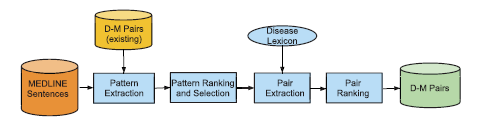 D-M Pairs
(existing)
Disease
Lexicon
MEDLINE
Sentences
Pattern
Extraction
Pattern Ranking
and Selection
Pair
Extraction
Pair
Ranking
D-M Pairs